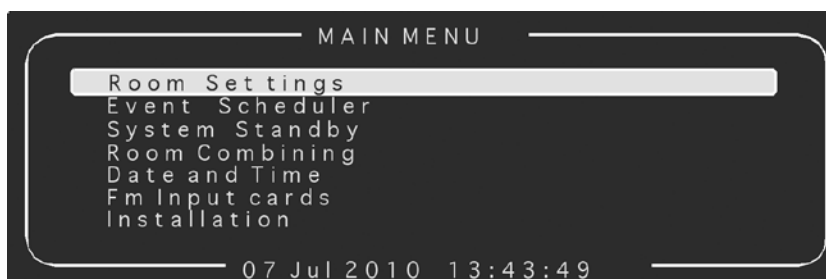 MAIN MENU
Room Settings
Event Scheduler
System Standby
Room Combining
Date and Time
Fm Input cards
Installation
07 Jul 2010 13:43:49